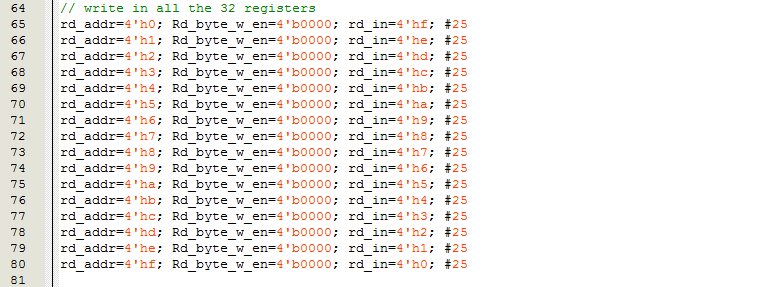 64 // write in all the 32 registers
65 rd_addr=4'h0; Rd_byte_w_en=4'b0000; rd_in=4'hf; #25
66 rd_addr=4'h1; Rd_byte_w_en=4'b0000; rd_in=4'he; #25
67 rd_addr=4'h2; Rd_byte_w_en=4'b0000; rd_in=4'hd; #25
68 rd_addr=4'h3; Rd_byte_w_en=4'b0000; rd_in=4'hc; #25
69 rd_addr=4'h4; Rd_byte_w_en=4'b0000; rd_in=4'hb; #25
70 rd_addr=4'h5; Rd_byte_w_en=4'b0000; rd_in=4'ha; #25
71 rd_addr=4'h6; Rd_byte_w_en=4'b0000; rd_in=4'h9; #25
72 rd_addr=4'h7; Rd_byte_w_en=4'b0000; rd_in=4'h8; #25
73 rd_addr=4'h8; Rd_byte_w_en=4'b0000; rd_in=4'h7; #25
74 rd_addr=4'h9; Rd_byte_w_en=4'b0000; rd_in=4'h6; #25
75 rd_addr=4'ha; Rd_byte_w_en=4'b0000; rd_in=4'h5; #25
76 rd_addr=4'hb; Rd_byte_w_en=4'b0000; rd_in=4'h4; #25
77 rd_addr=4'hc; Rd_byte_w_en=4'b0000; rd_in=4'h3; #25
78 rd_addr=4'hd; Rd_byte_w_en=4'b0000; rd_in=4'h2; #25
79 rd_addr=4'he; Rd_byte_w_en=4'b0000; rd_in=4'h1; #25
80 rd_addr=4'hf; Rd_byte_w_en=4'b0000; rd_in=4'h0; #25
81